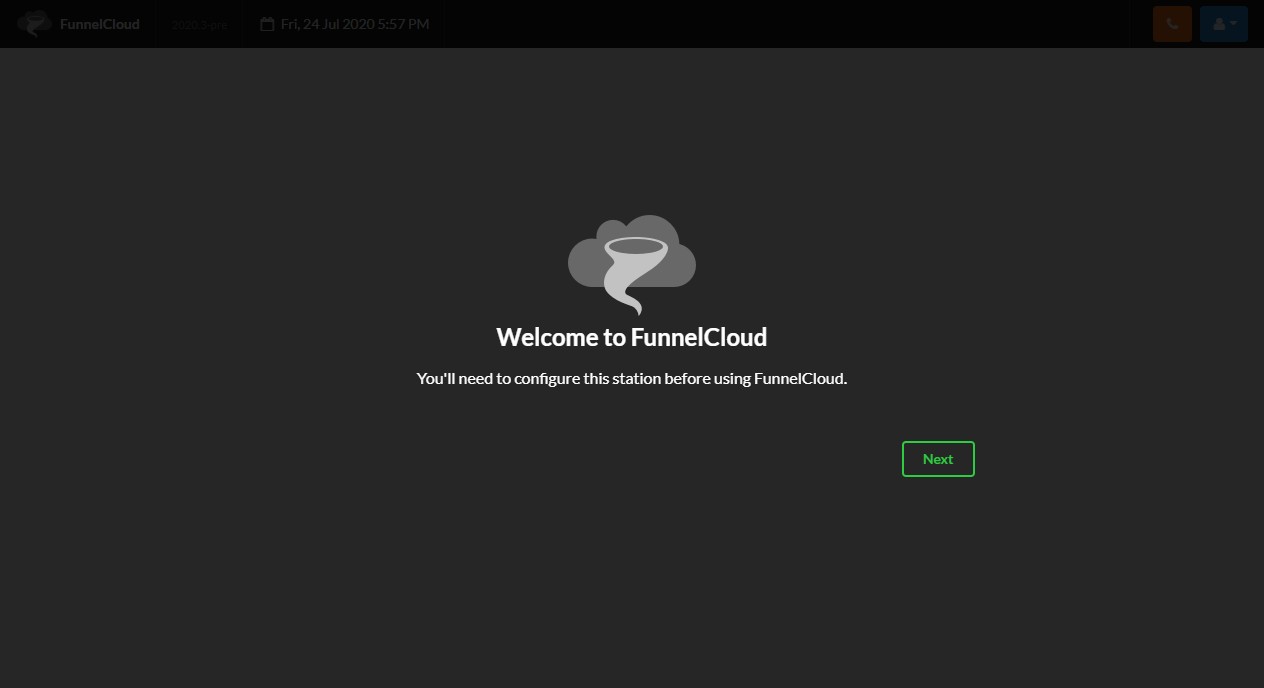 FunnelCloud
2020.3-pre
Fri, 24 Jul 2020 5:57 PM
Welcome to FunnelCloud
You'll need to configure this station before using FunnelCloud.
Next